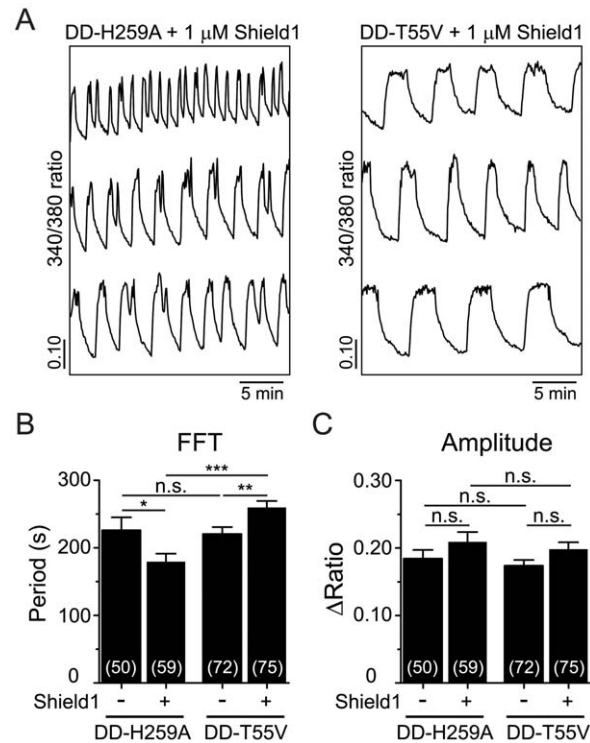 A
DD-H259A + 1 µM Shield1
DD-T55V + 1 µM Shield1
340/380 ratio
340/380 ratio
0.10
0.10
5 min
5 min
B
FFT
C
Amplitude
Period (s)
300
200
100
0
***
n.s.
**
*
(50) (59) (72) (75)
Shield1 - + - +
DD-H259A DD-T55V
ΔRatio
0.30
0.20
0.10
0
n.s.
n.s.
n.s.
n.s.
(50) (59) (72) (75)
Shield1 - + - +
DD-H259A DD-T55V